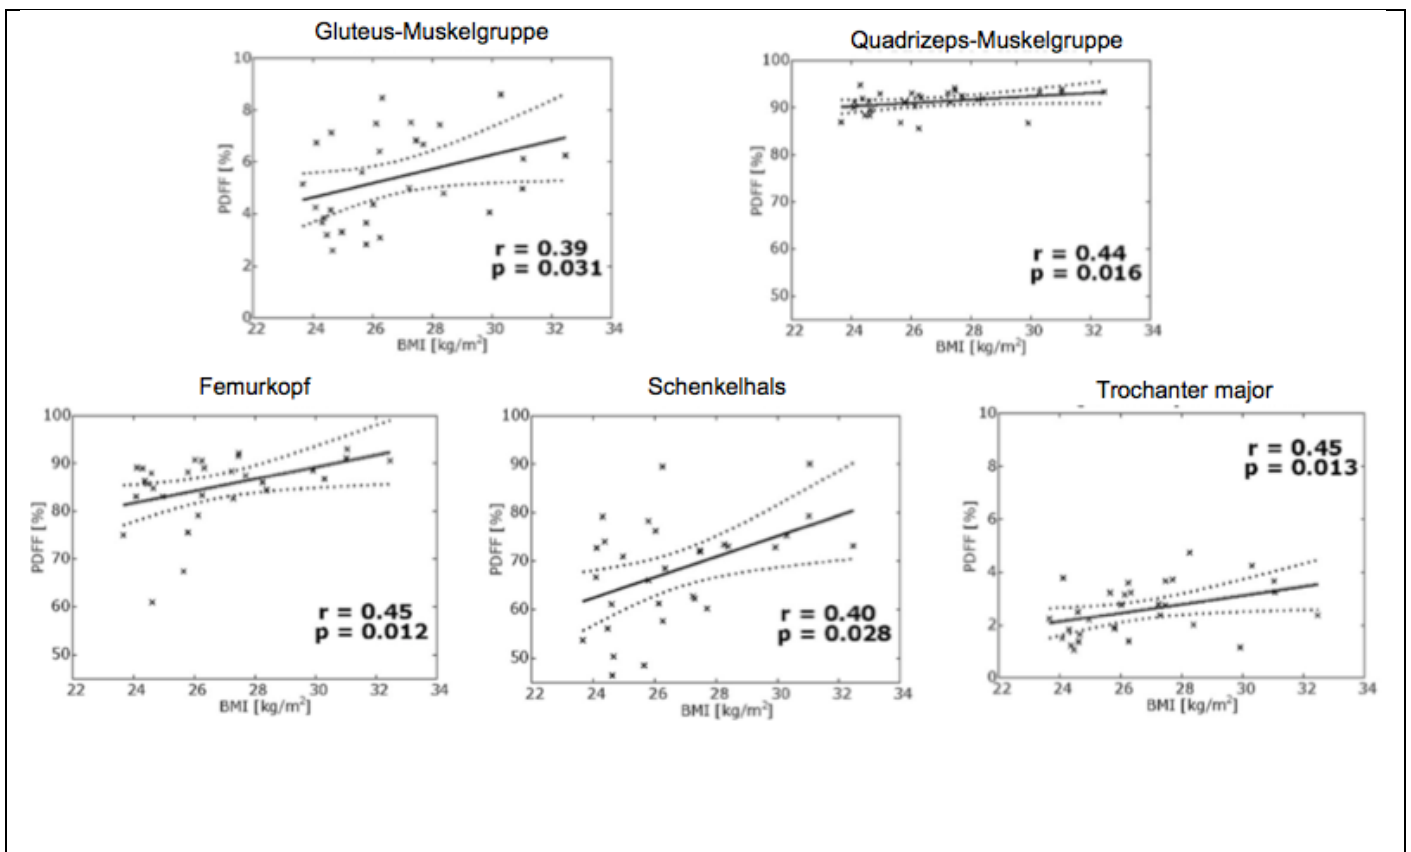 Gluteus-Muskelgruppe
10
8
6
4
2
0
PDFF [%]
22 24 26 28 30 32 34
BMI [kg/m²]
r = 0.39
p = 0.031
Quadrizeps-Muskelgruppe
100
90
80
70
60
50
PDFF [%]
22 24 26 28 30 32 34
BMI [kg/m²]
r = 0.44
p = 0.016
Femurkopf
100
90
80
70
60
50
PDFF [%]
22 24 26 28 30 32 34
BMI [kg/m²]
r = 0.45
p = 0.012
Schenkelhals
100
90
80
70
60
50
PDFF [%]
22 24 26 28 30 32 34
BMI [kg/m²]
r = 0.40
p = 0.028
Trochanter major
10
8
6
4
2
0
PDFF [%]
22 24 26 28 30 32 34
BMI [kg/m²]
r = 0.45
p = 0.013